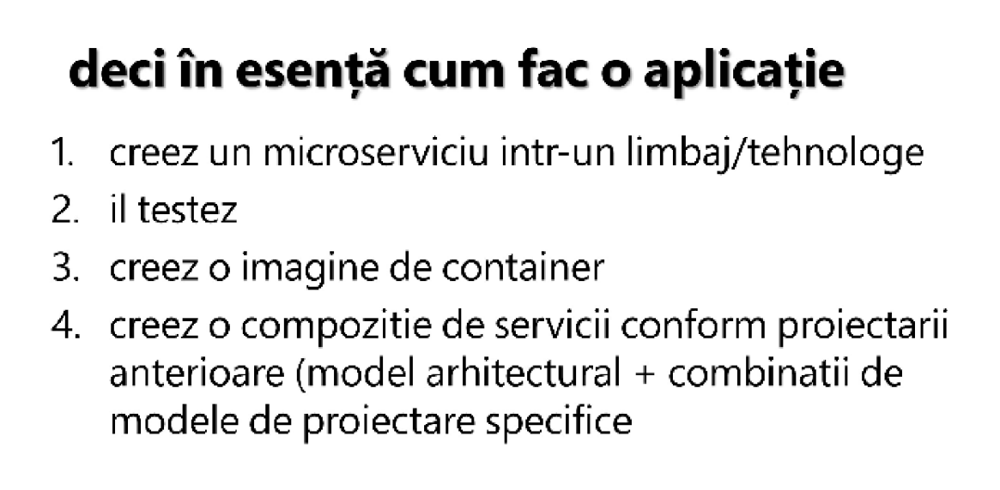 deci în esență cum fac o aplicație
1. creez un microserviciu intr-un limbaj/tehnologe
2. il testez
3. creez o imagine de container
4. creez o compozitie de servicii conform proiectarii
anterioare (model arhitectural + combinatii de
modele de proiectare specifice